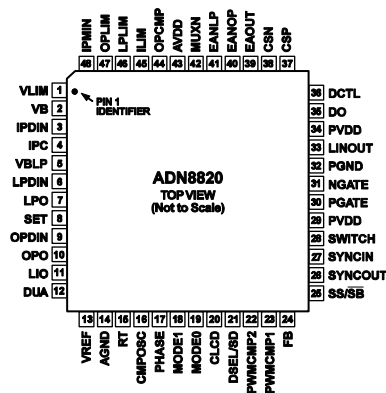 IPMIN OPLIM LPLIM ILIM OPCMP AVDD MUXN EANLP EANOP EAOUT CSN CSP
48 47 46 45 44 43 42 41 40 39 38 37
VLIM 1
VB 2
IPDIN 3
IPC 4
VBLP 5
LPDIN 6
LPO 7
SET 8
OPDIN 9
OPO 10
LIO 11
DUA 12
PIN 1
IDENTIFIER
ADN8820
TOP VIEW
(Not to Scale)
36 DCTL
35 DO
34 PVDD
33 LINOUT
32 PGND
31 NGATE
30 PGATE
29 PVDD
28 SWITCH
27 SYNCIN
26 SYNCOUT
25 SS/SB
13 14 15 16 17 18 19 20 21 22 23 24
VREF AGND RT CMPOSC PHASE MODE1 MODE0 CLCD DSEL/SD PWMCMP2 PWMCMP1 FB